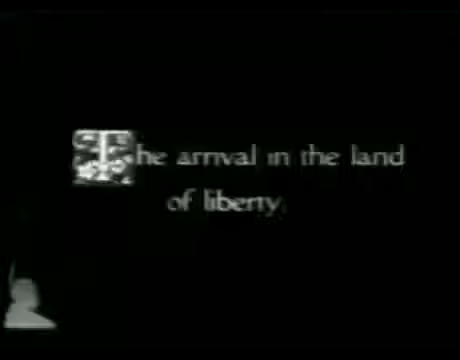 The arrival in the land
of liberty.